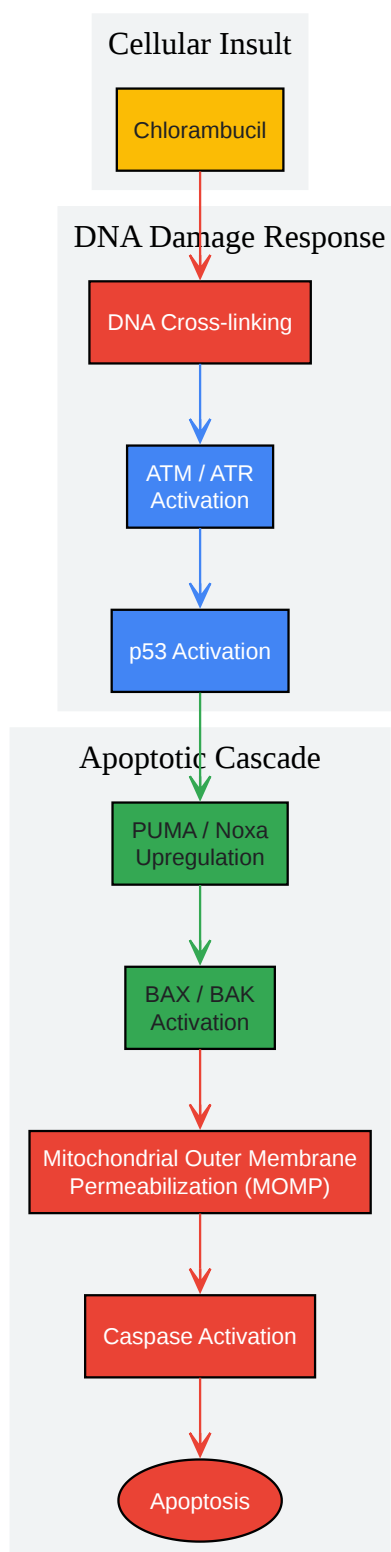 Cellular Insult
Chlorambucil
DNA Damage Response
DNA Cross-linking
ATM / ATR
Activation
p53 Activation
Apoptotic Cascade
PUMA / Noxa
Upregulation
BAX / BAK
Activation
Mitochondrial Outer Membrane
Permeabilization (MOMP)
Caspase Activation
Apoptosis